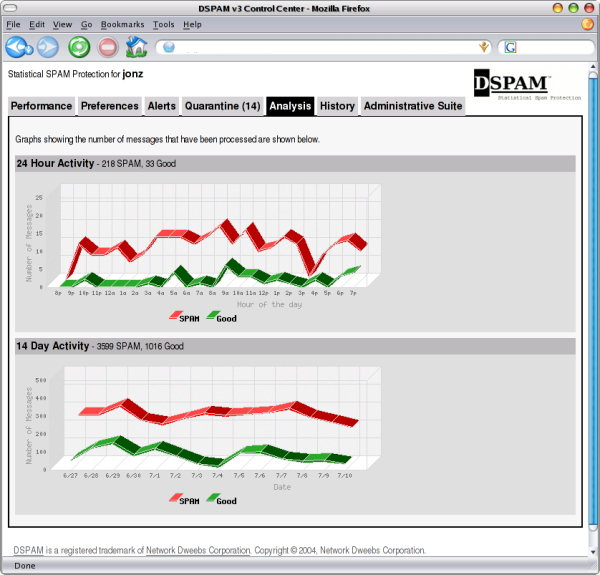 DSPAM v3 Control Center - Mozilla Firefox
File Edit View Go Bookmarks Tools Help
G
Statistical SPAM Protection for jonz
DSPAM™
Statistical Spam Protection
Performance Preferences Alerts Quarantine (14) Analysis History Administrative Suite
Graphs showing the number of messages that have been processed are shown below.
24 Hour Activity - 218 SPAM, 33 Good
Number of Messages
25
20
15
10
5
0
8p 9p 10p 11p 12a 1a 2a 3a 4a 5a 6a 7a 8a 9a 10a 11a 12p 1p 2p 3p 4p 5p 6p 7p
Hour of the day
SPAM Good
14 Day Activity - 3599 SPAM, 1016 Good
Number of Messages
500
400
300
200
100
0
6/27 6/28 6/29 6/30 7/1 7/2 7/3 7/4 7/5 7/6 7/7 7/8 7/9 7/10
Date
SPAM Good
DSPAM is a registered trademark of Network Dweebs Corporation. Copyright © 2004, Network Dweebs Corporation.
Done